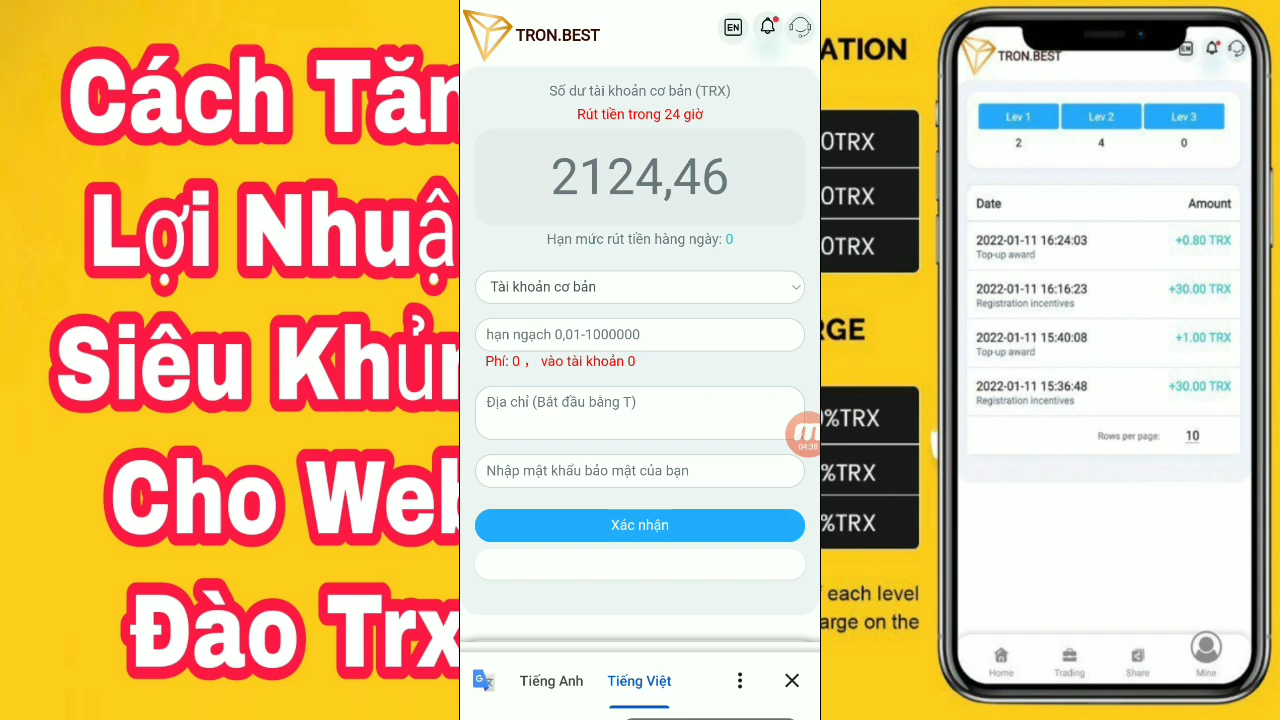 Cách Tăn
Lợi Nhuậ
Siêu Khủn
Cho Web
Đào Trx
TRON.BEST
EN
Số dư tài khoản cơ bản (TRX)
Rút tiền trong 24 giờ
2124,46
Hạn mức rút tiền hàng ngày: 0
Tài khoản cơ bản
hạn ngạch 0,01-1000000
Phí: 0 , vào tài khoản 0
Địa chỉ (Bắt đầu bằng T)
04:38
Nhập mật khẩu bảo mật của bạn
Xác nhận
Tiếng Anh
Tiếng Việt
ATION
0TRX
0TRX
0TRX
RGE
%TRX
%TRX
%TRX
f each level
arge on the
TRON.BEST
EN
Lev 1 Lev 2 Lev 3
2 4 0
Date Amount
2022-01-11 16:24:03 +0.80 TRX
Top-up award
2022-01-11 16:16:23 +30.00 TRX
Registration incentives
2022-01-11 15:40:08 +1.00 TRX
Top-up award
2022-01-11 15:36:48 +30.00 TRX
Registration incentives
Rows per page: 10
Home Trading Share Mine